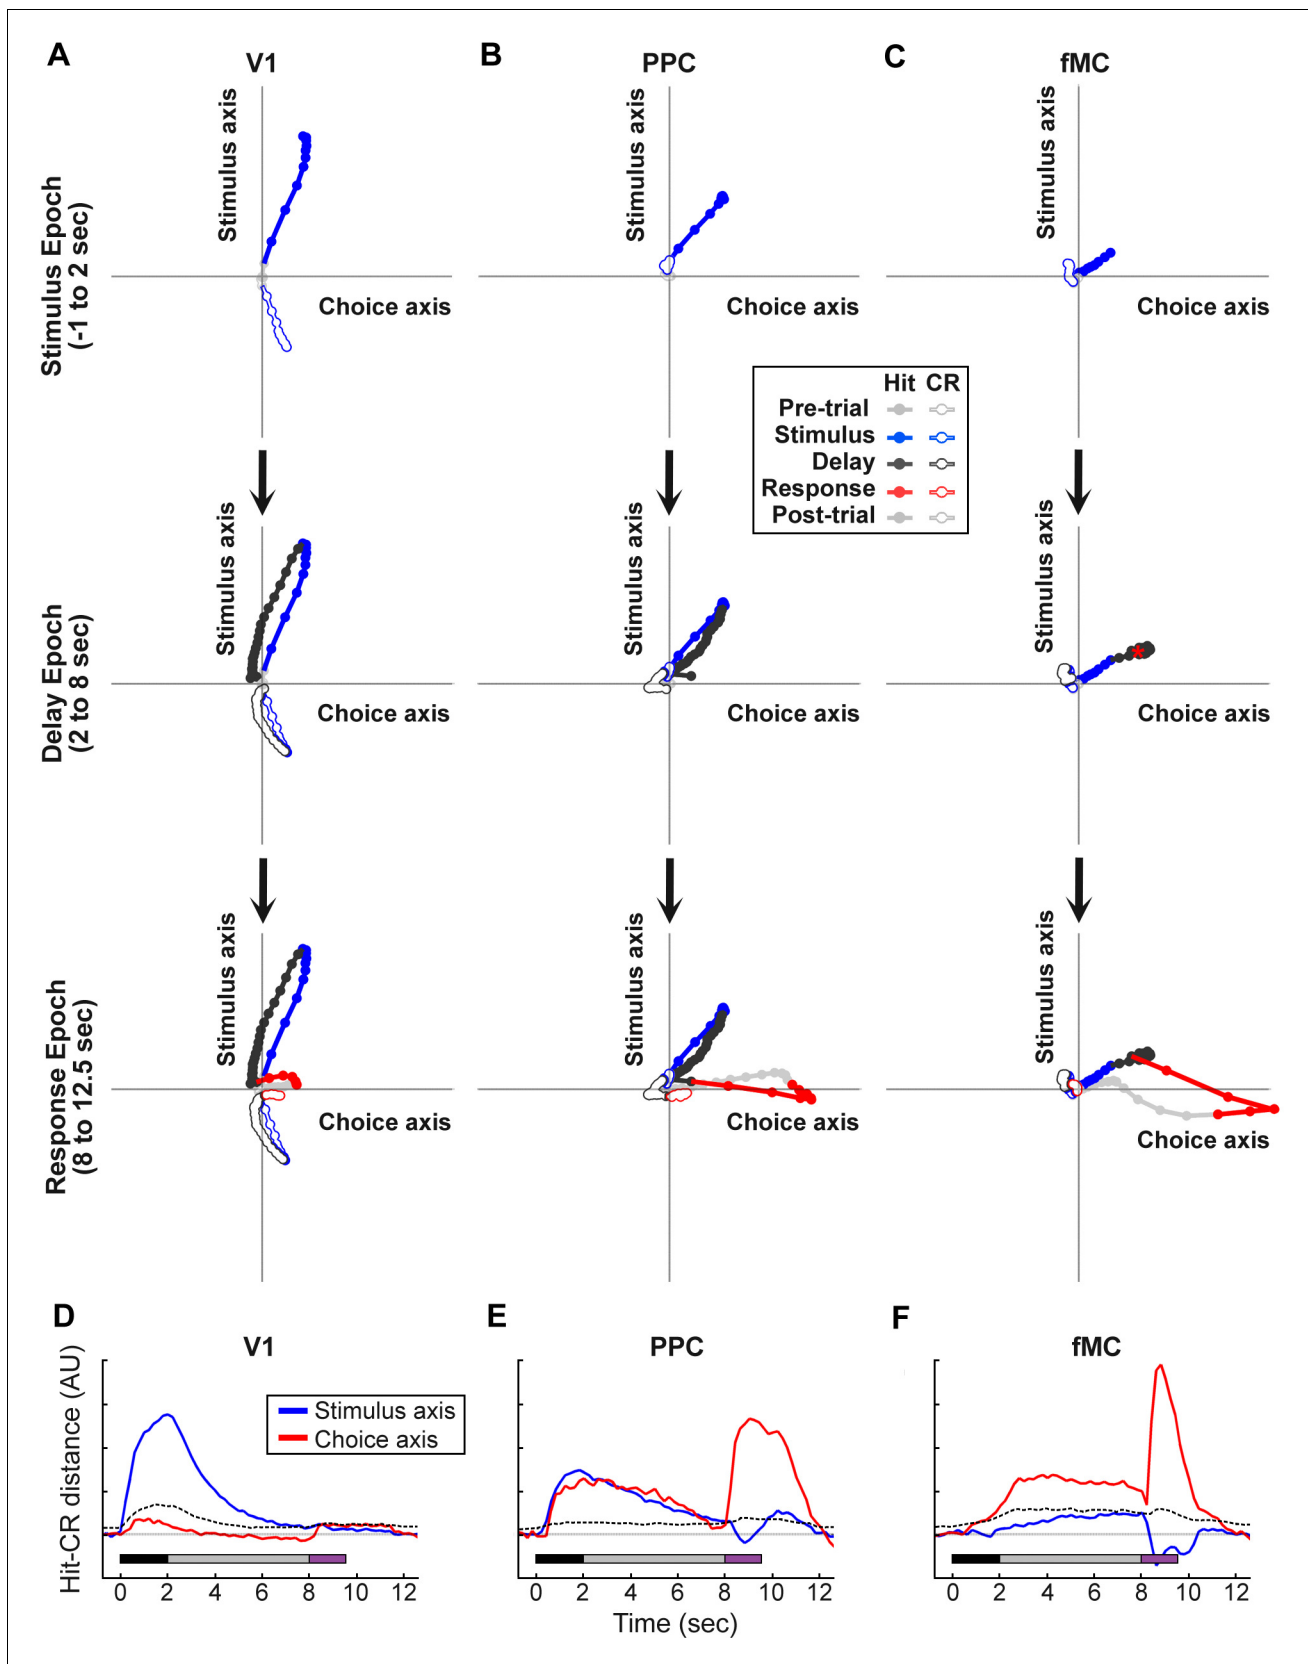 A
V1
B
PPC
C
fMC
Stimulus axis
Stimulus axis
Stimulus axis
Stimulus Epoch
(-1 to 2 sec)
Choice axis
Choice axis
Choice axis
Hit CR
Pre-trial
Stimulus
Delay
Response
Post-trial
Stimulus axis
Stimulus axis
Stimulus axis
Delay Epoch
(2 to 8 sec)
Choice axis
Choice axis
Choice axis
*
Stimulus axis
Stimulus axis
Stimulus axis
Response Epoch
(8 to 12.5 sec)
Choice axis
Choice axis
Choice axis
D
V1
E
PPC
F
fMC
Hit-CR distance (AU)
Stimulus axis
Choice axis
0 2 4 6 8 10 12
0 2 4 6 8 10 12
0 2 4 6 8 10 12
Time (sec)